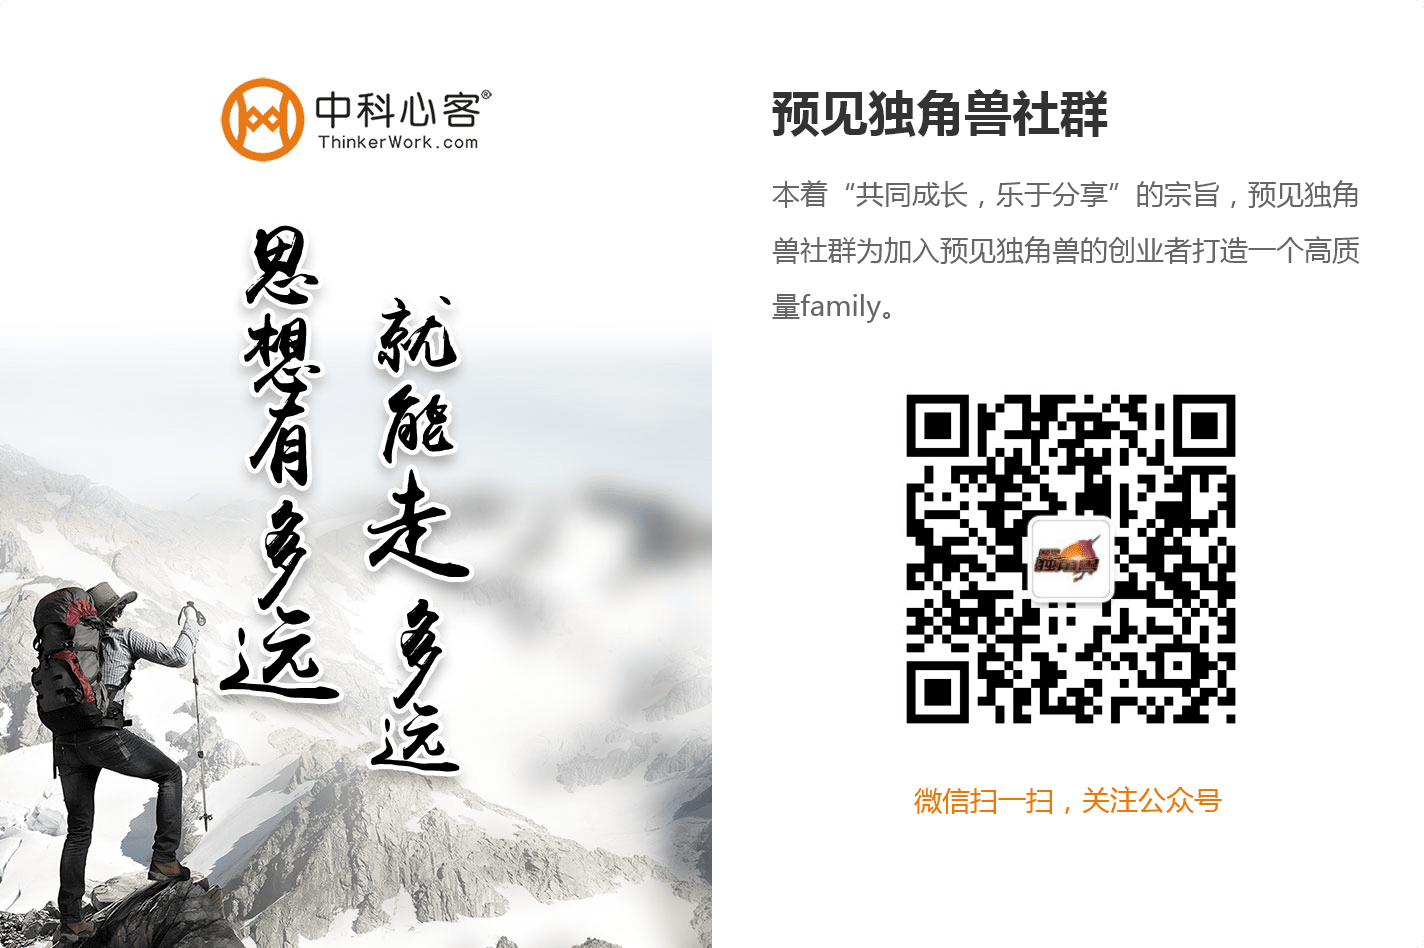 中科心客®
ThinkerWork.com
思想有多远
就能走多远
预见独角兽社群
本着“共同成长，乐于分享”的宗旨，预见独角
兽社群为加入预见独角兽的创业者打造一个高质
量family。
独角兽
微信扫一扫，关注公众号